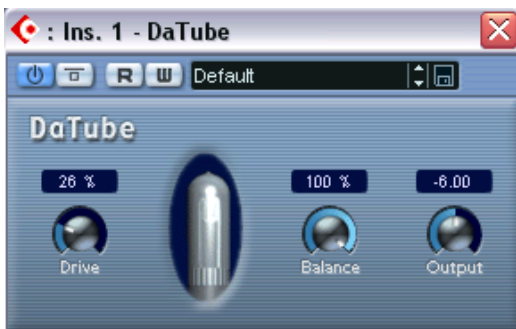 : Ins. 1 - DaTube
R W Default
DaTube
26 % 100 % -6.00
Drive Balance Output